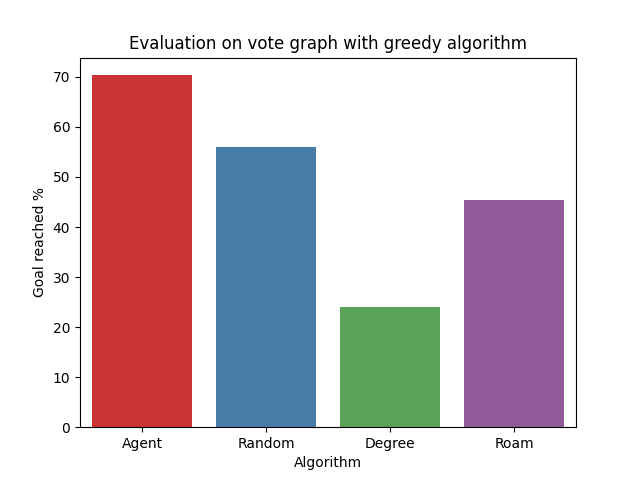 Evaluation on vote graph with greedy algorithm
70
60
50
40
30
20
10
0
Goal reached %
Agent Random Degree Roam
Algorithm